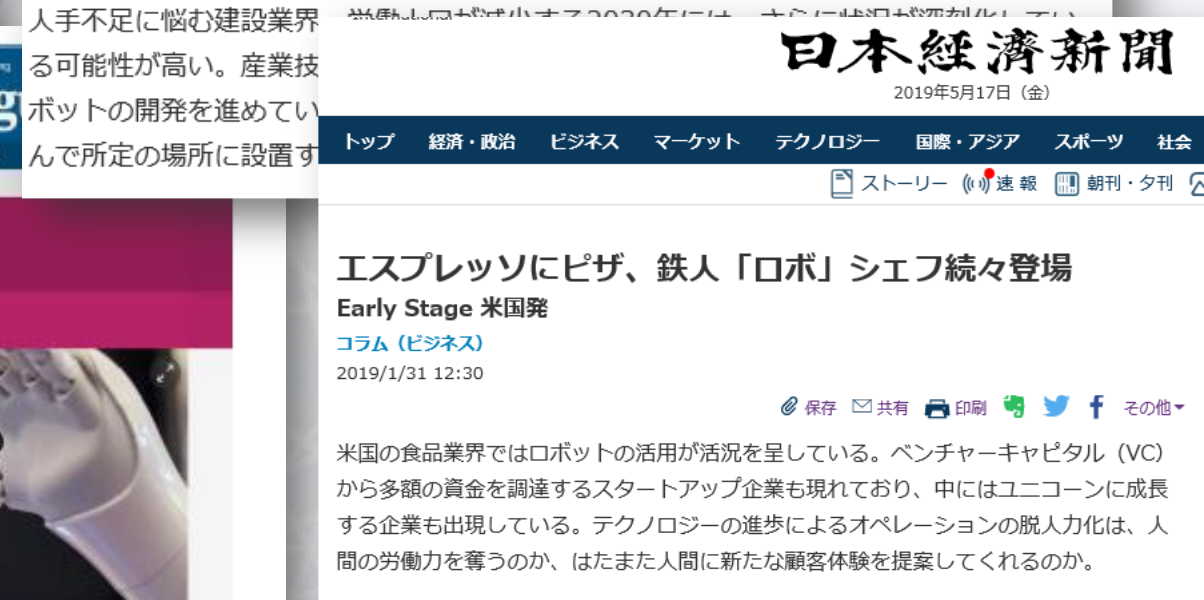 人手不足に悩む建設業界
る可能性が高い。産業技
ボットの開発を進めてい
んで所定の場所に設置す
日本経済新聞
2019年5月17日（金）
トップ 経済・政治 ビジネス マーケット テクノロジー 国際・アジア スポーツ 社会
ストーリー 速報 朝刊・夕刊
エスプレッソにピザ、鉄人「ロボ」シェフ続々登場
Early Stage 米国発
コラム（ビジネス）
2019/1/31 12:30
保存 共有 印刷 その他
米国の食品業界ではロボットの活用が活況を呈している。ベンチャーキャピタル（VC）
から多額の資金を調達するスタートアップ企業も現れており、中にはユニコーンに成長
する企業も出現している。テクノロジーの進歩によるオペレーションの脱人力化は、人
間の労働力を奪うのか、はたまた人間に新たな顧客体験を提案してくれるのか。